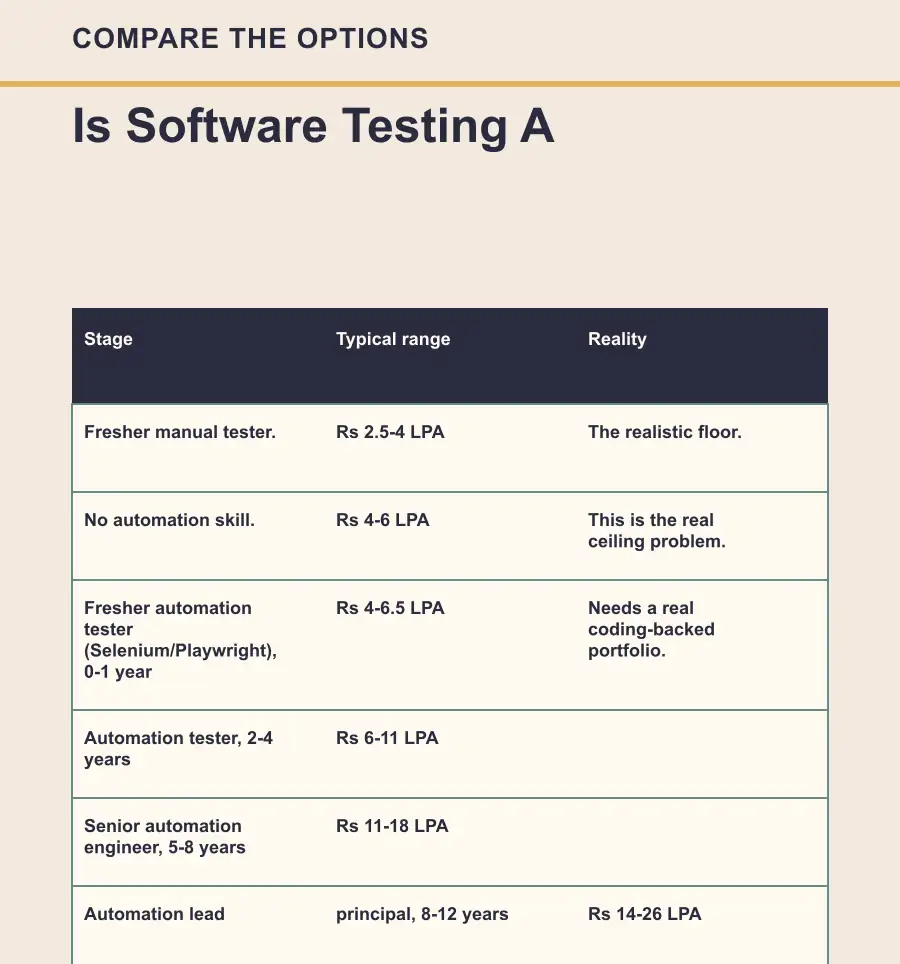 COMPARE THE OPTIONS
Is Software Testing A
Stage Typical range Reality
Fresher manual tester. Rs 2.5-4 LPA The realistic floor.
No automation skill. Rs 4-6 LPA This is the real
ceiling problem.
Fresher automation Rs 4-6.5 LPA Needs a real
tester coding-backed
(Selenium/Playwright), portfolio.
0-1 year
Automation tester, 2-4 Rs 6-11 LPA
years
Senior automation Rs 11-18 LPA
engineer, 5-8 years
Automation lead principal, 8-12 years Rs 14-26 LPA